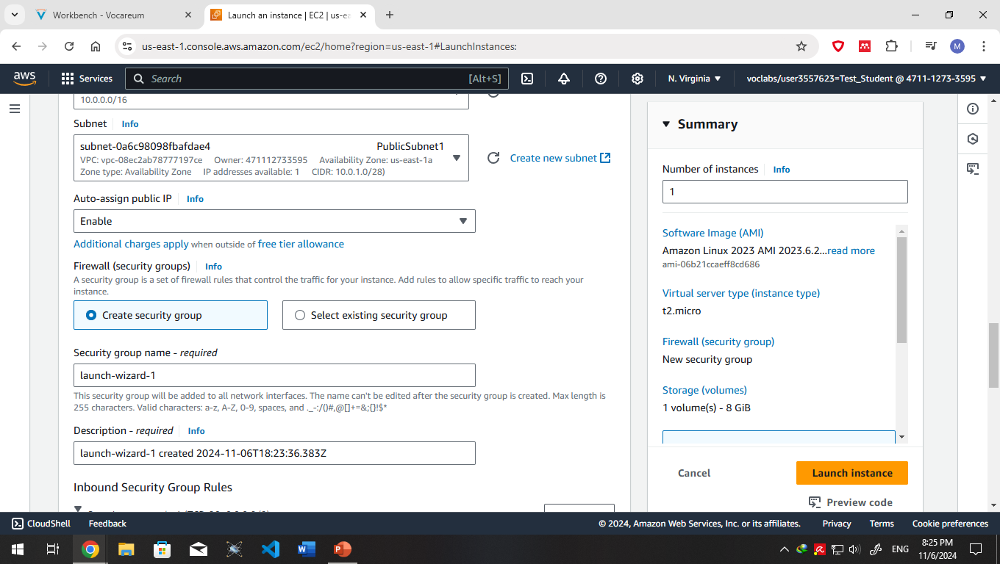 Workbench - Vocareum
Launch an instance | EC2 | us-ea
us-east-1.console.aws.amazon.com/ec2/home?region=us-east-1#LaunchInstances:
M
aws
Services
Search
[Alt+S]
N. Virginia
voclabs/user3557623=Test_Student @ 4711-1273-3595
10.0.0.0/16
Subnet
Info
subnet-0a6c98098fbafdae4
PublicSubnet1
VPC: vpc-08ec2ab78777197ce Owner: 471112733595 Availability Zone: us-east-1a
Zone type: Availability Zone IP addresses available: 1 CIDR: 10.0.1.0/28)
Create new subnet
Auto-assign public IP
Info
Enable
Additional charges apply when outside of free tier allowance
Firewall (security groups)
Info
A security group is a set of firewall rules that control the traffic for your instance. Add rules to allow specific traffic to reach your
instance.
Create security group
Select existing security group
Security group name - required
launch-wizard-1
This security group will be added to all network interfaces. The name can't be edited after the security group is created. Max length is
255 characters. Valid characters: a-z, A-Z, 0-9, spaces, and ._-:/()#,@[]+=&;{}!$*
Description - required
Info
launch-wizard-1 created 2024-11-06T18:23:36.383Z
Inbound Security Group Rules
Summary
Number of instances
Info
1
Software Image (AMI)
Amazon Linux 2023 AMI 2023.6.2...read more
ami-06b21ccaeff8cd686
Virtual server type (instance type)
t2.micro
Firewall (security group)
New security group
Storage (volumes)
1 volume(s) - 8 GiB
Cancel
Launch instance
Preview code
CloudShell
Feedback
© 2024, Amazon Web Services, Inc. or its affiliates.
Privacy
Terms
Cookie preferences
ENG
8:25 PM
11/6/2024